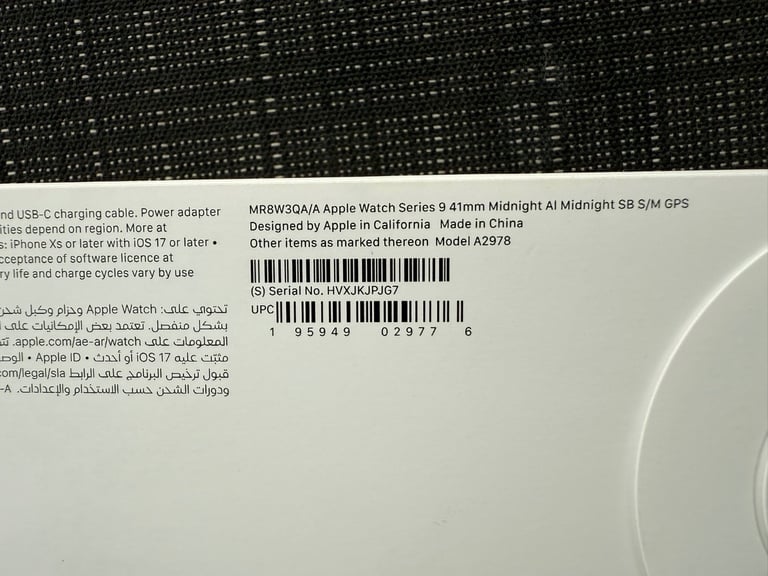 nd USB-C charging cable. Power adapter
ities depend on region. More at
s: iPhone Xs or later with iOS 17 or later •
cceptance of software licence at
ry life and charge cycles vary by use
تحتوي على: Apple Watch وحزام وكبل شحن
بشكل منفصل. تعتمد بعض الإمكانيات على
المعلومات على apple.com/ae-ar/watch.
مثبّت عليه iOS 17 أو أحدث • Apple ID •
قبول ترخيص البرنامج على الرابط om/legal/sla
ودورات الشحن حسب الاستخدام والإعدادات. A-
MR8W3QA/A Apple Watch Series 9 41mm Midnight Al Midnight SB S/M GPS
Designed by Apple in California Made in China
Other items as marked thereon Model A2978
(S) Serial No. HVXJKJPJG7
UPC
1 95949 02977 6